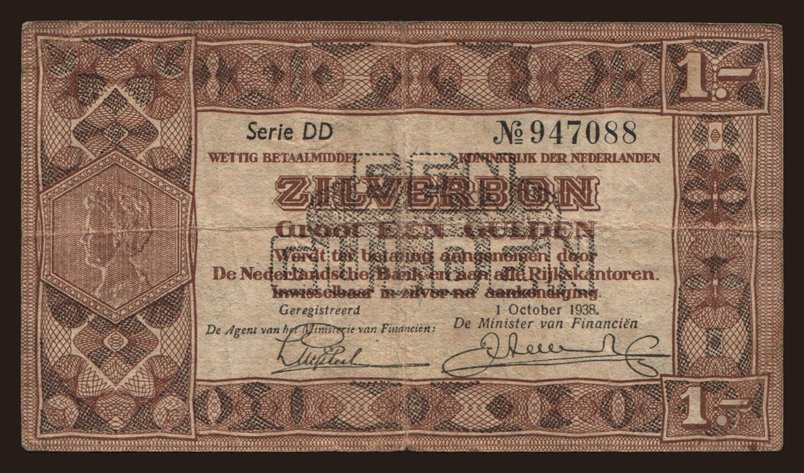 1.–
Serie DD
№ 947088
WETTIG BETAALMIDDEL KONINKRIJK DER NEDERLANDEN
ZILVERBON
Groot EEN GULDEN
EEN
GULDEN
Wordt ter betaling aangenomen door
De Nederlandsche Bank en aan alle Rijkskantoren.
Inwisselbaar in zilver na aankondiging.
Geregistreerd 1 October 1938.
De Agent van het Ministerie van Financiën: De Minister van Financiën
1.–